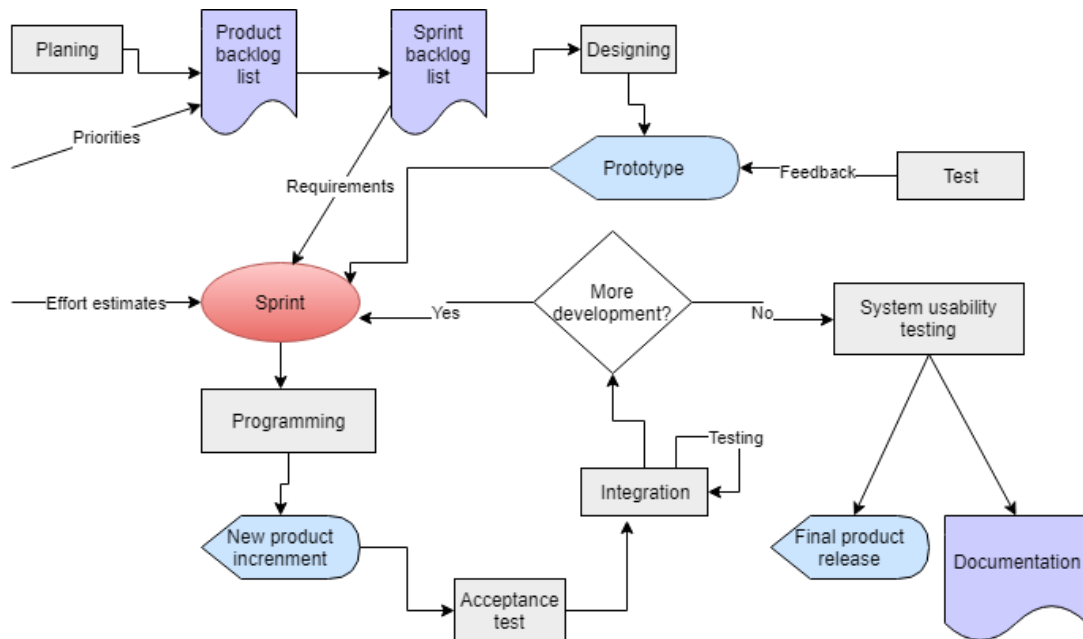 Planing
Product
backlog
list
Sprint
backlog
list
Designing
Priorities
Requirements
Prototype
Feedback
Test
Effort estimates
Sprint
Yes
More
development?
No
System usability
testing
Programming
Testing
Integration
New product
increnment
Final product
release
Documentation
Acceptance
test